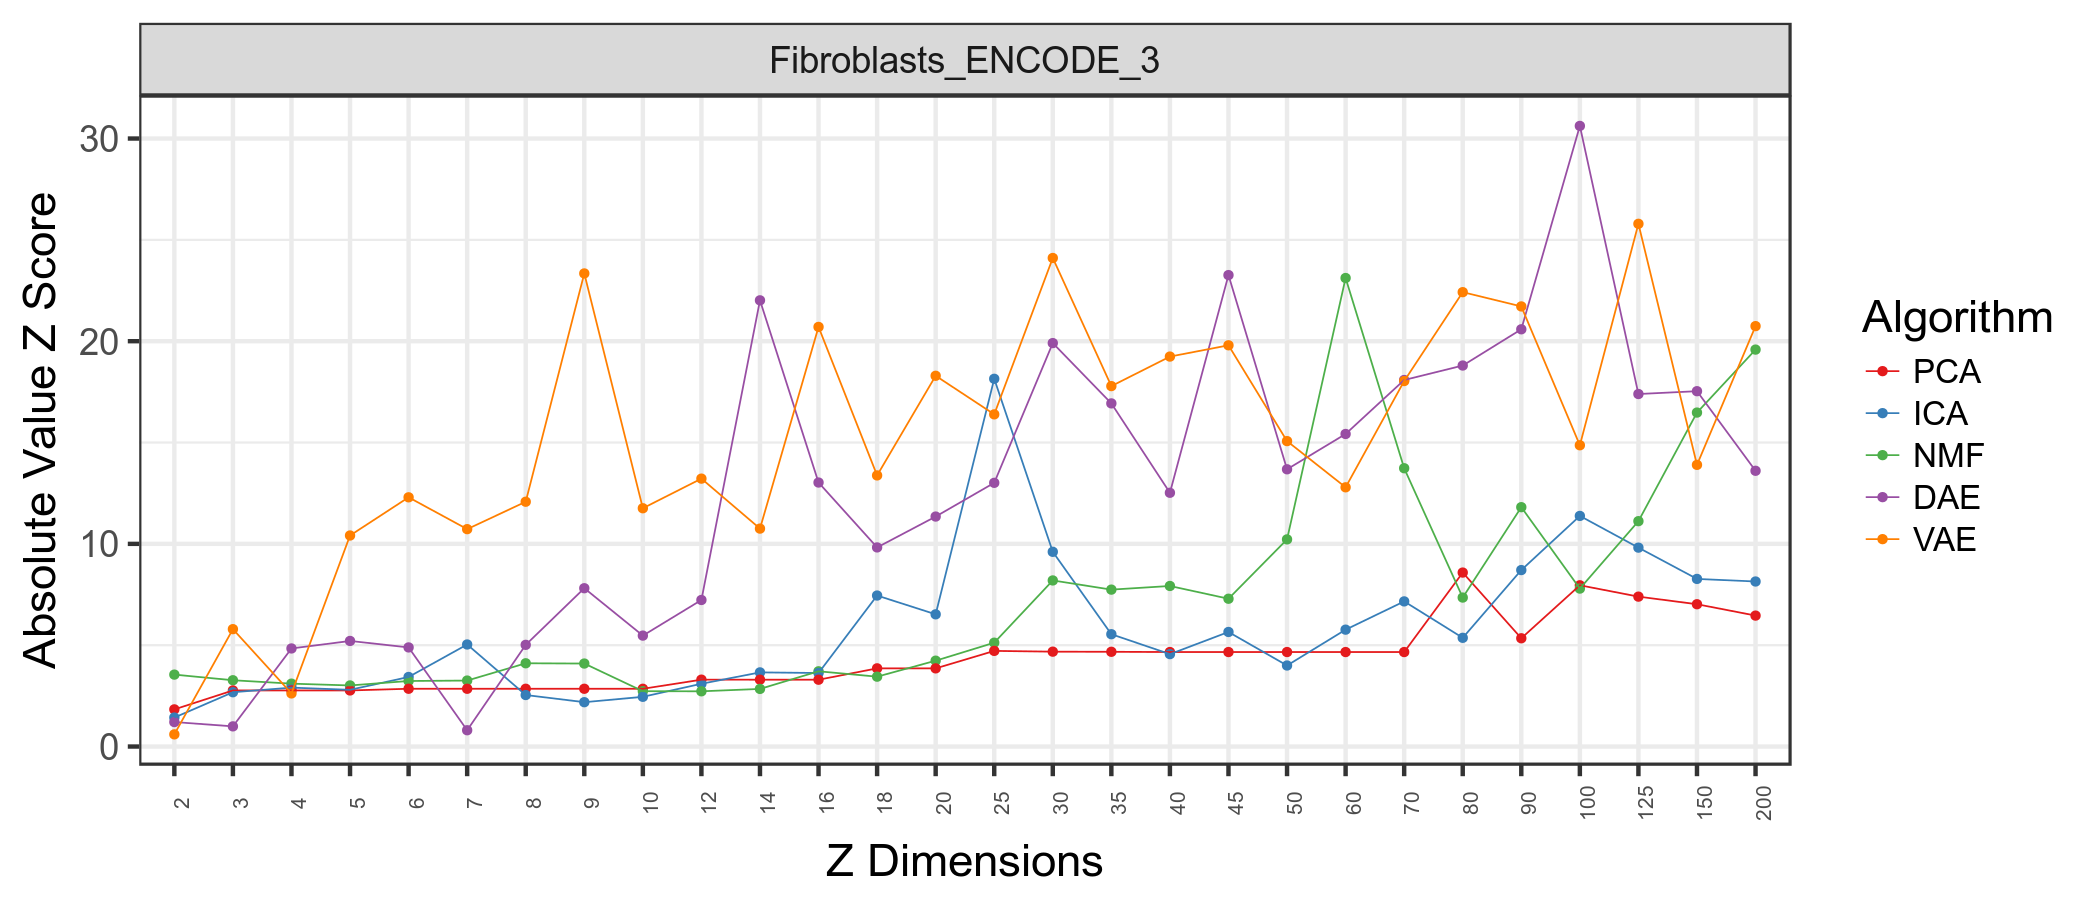 Fibroblasts_ENCODE_3
Absolute Value Z Score
30
20
10
0
2 3 4 5 6 7 8 9 10 12 14 16 18 20 25 30 35 40 45 50 60 70 80 90 100 125 150 200
Z Dimensions
Algorithm
PCA
ICA
NMF
DAE
VAE